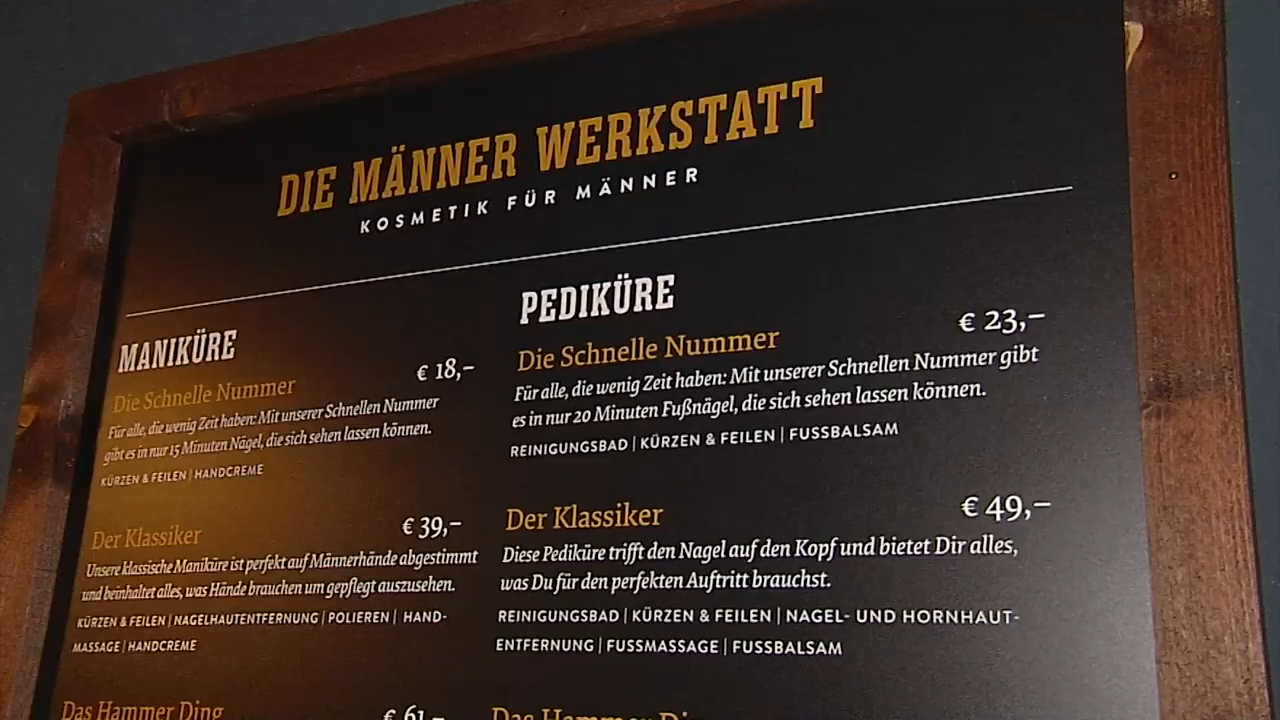 DIE MÄNNER WERKSTATT
KOSMETIK FÜR MÄNNER
MANIKÜRE
Die Schnelle Nummer € 18,–
Für alle, die wenig Zeit haben: Mit unserer Schnellen Nummer
gibt es in nur 15 Minuten Nägel, die sich sehen lassen können.
KÜRZEN & FEILEN | HANDCREME
Der Klassiker € 39,–
Unsere klassische Maniküre ist perfekt auf Männerhände abgestimmt
und beinhaltet alles, was Hände brauchen um gepflegt auszusehen.
KÜRZEN & FEILEN | NAGELHAUTENTFERNUNG | POLIEREN | HAND-
MASSAGE | HANDCREME
Das Hammer Ding € 61,–
PEDIKÜRE
Die Schnelle Nummer € 23,–
Für alle, die wenig Zeit haben: Mit unserer Schnellen Nummer gibt
es in nur 20 Minuten Fußnägel, die sich sehen lassen können.
REINIGUNGSBAD | KÜRZEN & FEILEN | FUSSBALSAM
Der Klassiker € 49,–
Diese Pediküre trifft den Nagel auf den Kopf und bietet Dir alles,
was Du für den perfekten Auftritt brauchst.
REINIGUNGSBAD | KÜRZEN & FEILEN | NAGEL- UND HORNHAUT-
ENTFERNUNG | FUSSMASSAGE | FUSSBALSAM
Das Hammer Ding